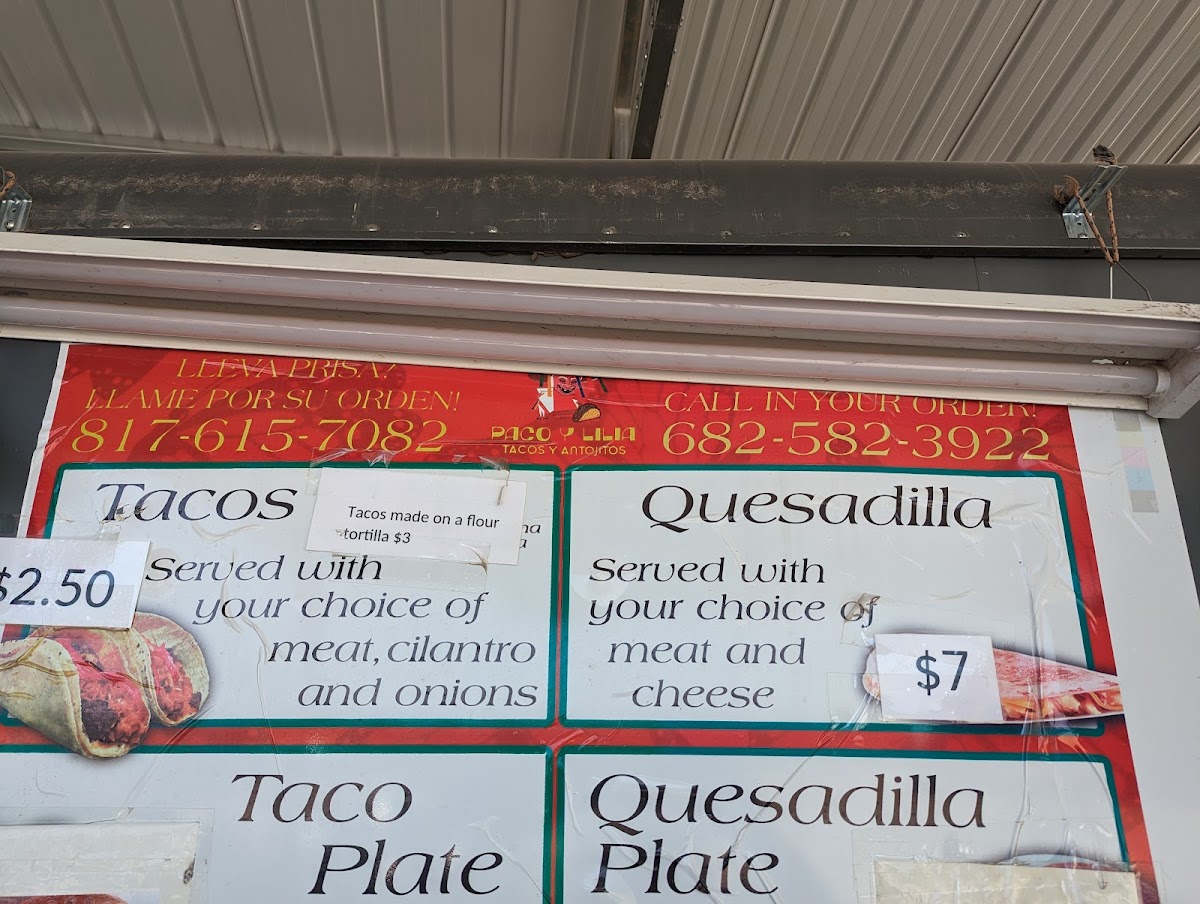 LLEVA PRISA?
LLAME POR SU ORDEN!
817-615-7082
PACO Y LILIA
TACOS Y ANTOJITOS
CALL IN YOUR ORDER!
682-582-3922
Tacos
Tacos made on a flour
tortilla $3
$2.50
Served with
your choice of
meat, cilantro
and onions
Quesadilla
Served with
your choice of
meat and
cheese
$7
Taco
Plate
Quesadilla
Plate